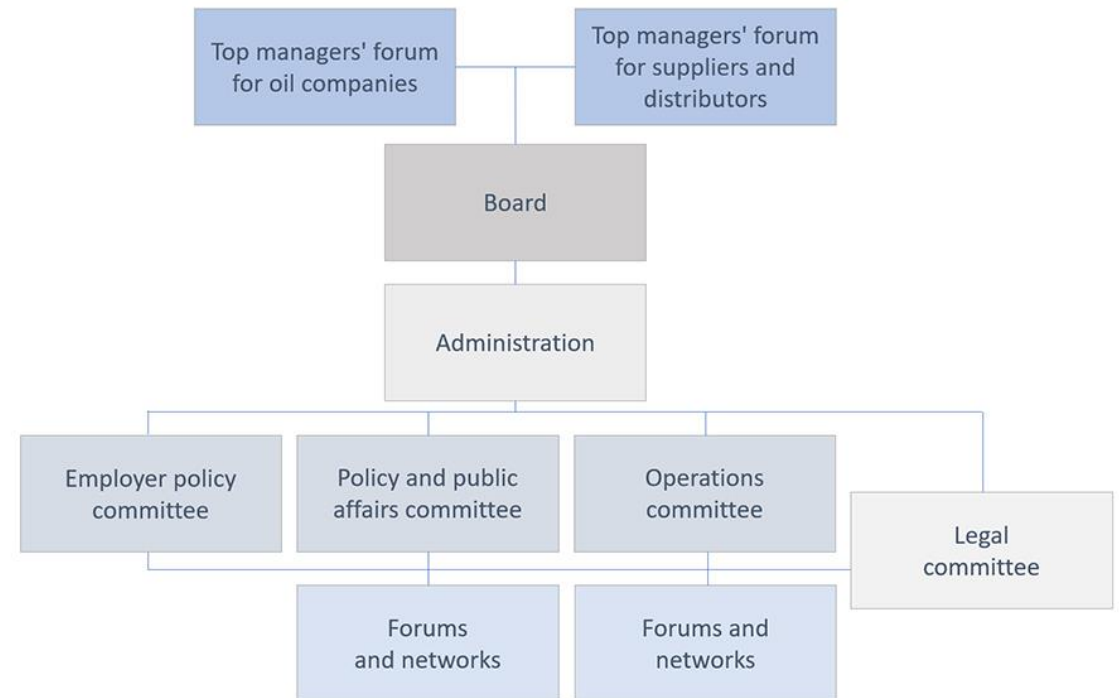 Top managers' forum
for oil companies
Top managers' forum
for suppliers and
distributors
Board
Administration
Employer policy
committee
Policy and public
affairs committee
Operations
committee
Legal
committee
Forums
and networks
Forums and
networks